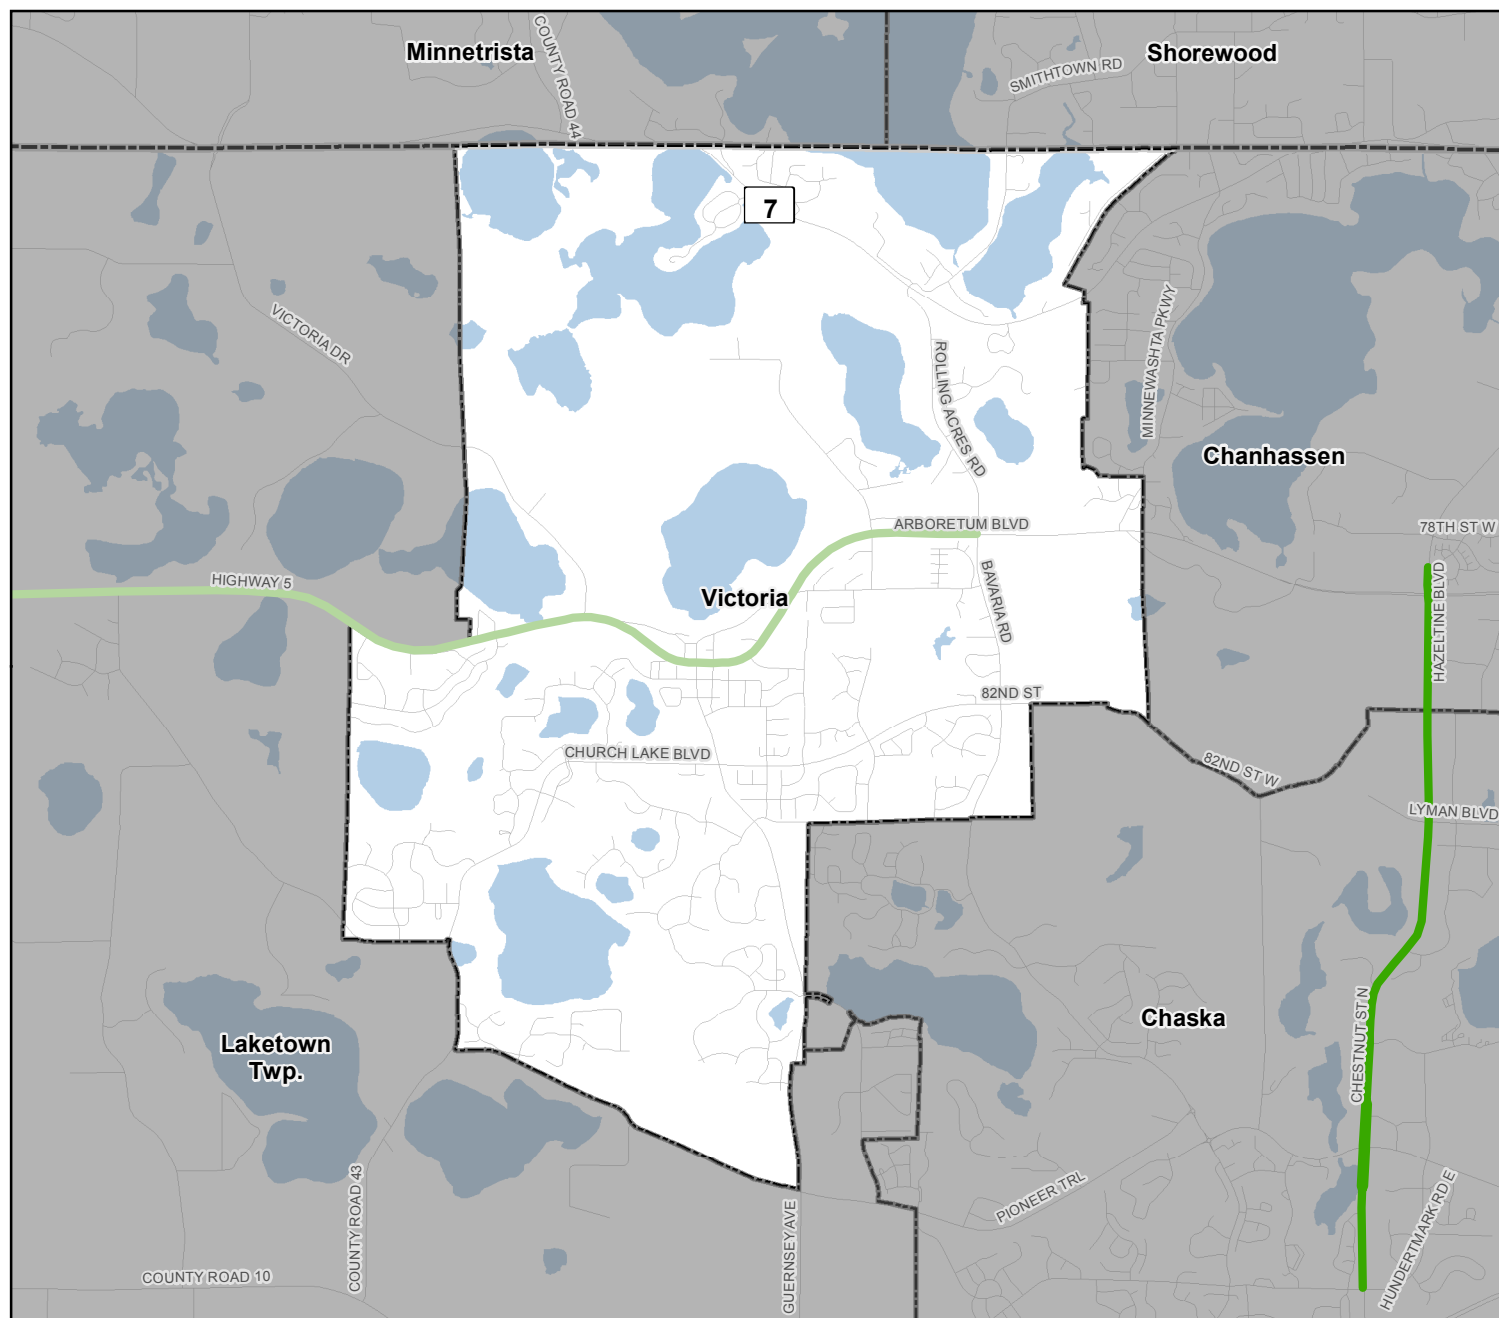 Minnetrista
COUNTY ROAD 44
Shorewood
SMITHTOWN RD
7
VICTORIA DR
MINNEWASHTA PKWY
ROLLING ACRES RD
Chanhassen
ARBORETUM BLVD
78TH ST W
HIGHWAY 5
BAVARIA RD
HAZELTINE BLVD
Victoria
82ND ST
CHURCH LAKE BLVD
82ND ST W
LYMAN BLVD
Chaska
CHESTNUT ST N
Laketown
Twp.
COUNTY ROAD 43
PIONEER TRL
GUERNSEY AVE
HUNDERTMARK RD E
COUNTY ROAD 10